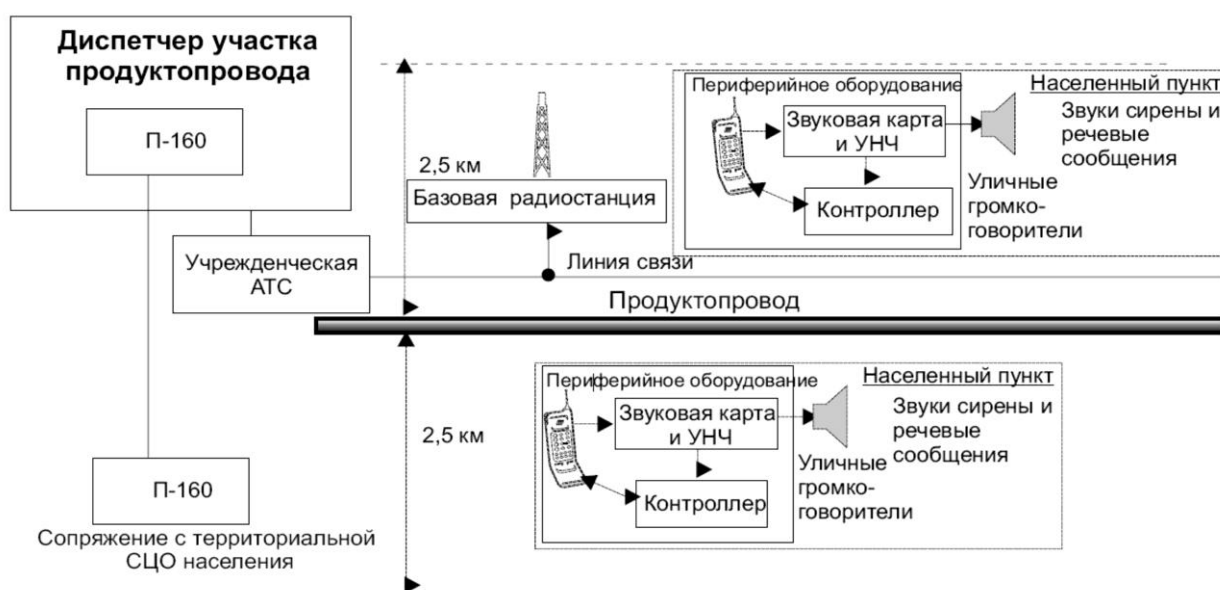 Диспетчер участка
продуктопровода
П-160
2,5 км
Базовая радиостанция
Учрежденческая
АТС
Линия связи
Продуктопровод
Периферийное оборудование
Звуковая карта
и УНЧ
Контроллер
Населенный пункт
Звуки сирены и
речевые
сообщения
Уличные
громко-
говорители
2,5 км
Периферийное оборудование
Звуковая карта
и УНЧ
Контроллер
Населенный пункт
Звуки сирены и
речевые
сообщения
Уличные
громко-
говорители
П-160
Сопряжение с территориальной
СЦО населения